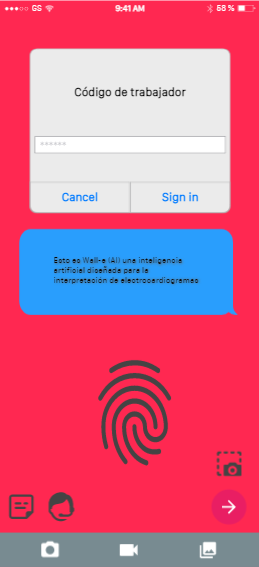 GS 9:41 AM 58 %
Código de trabajador
××××××
Cancel Sign in
Esto es Wall-e (AI) una inteligencia
artificial diseñada para la
interpretación de electrocardiogramas